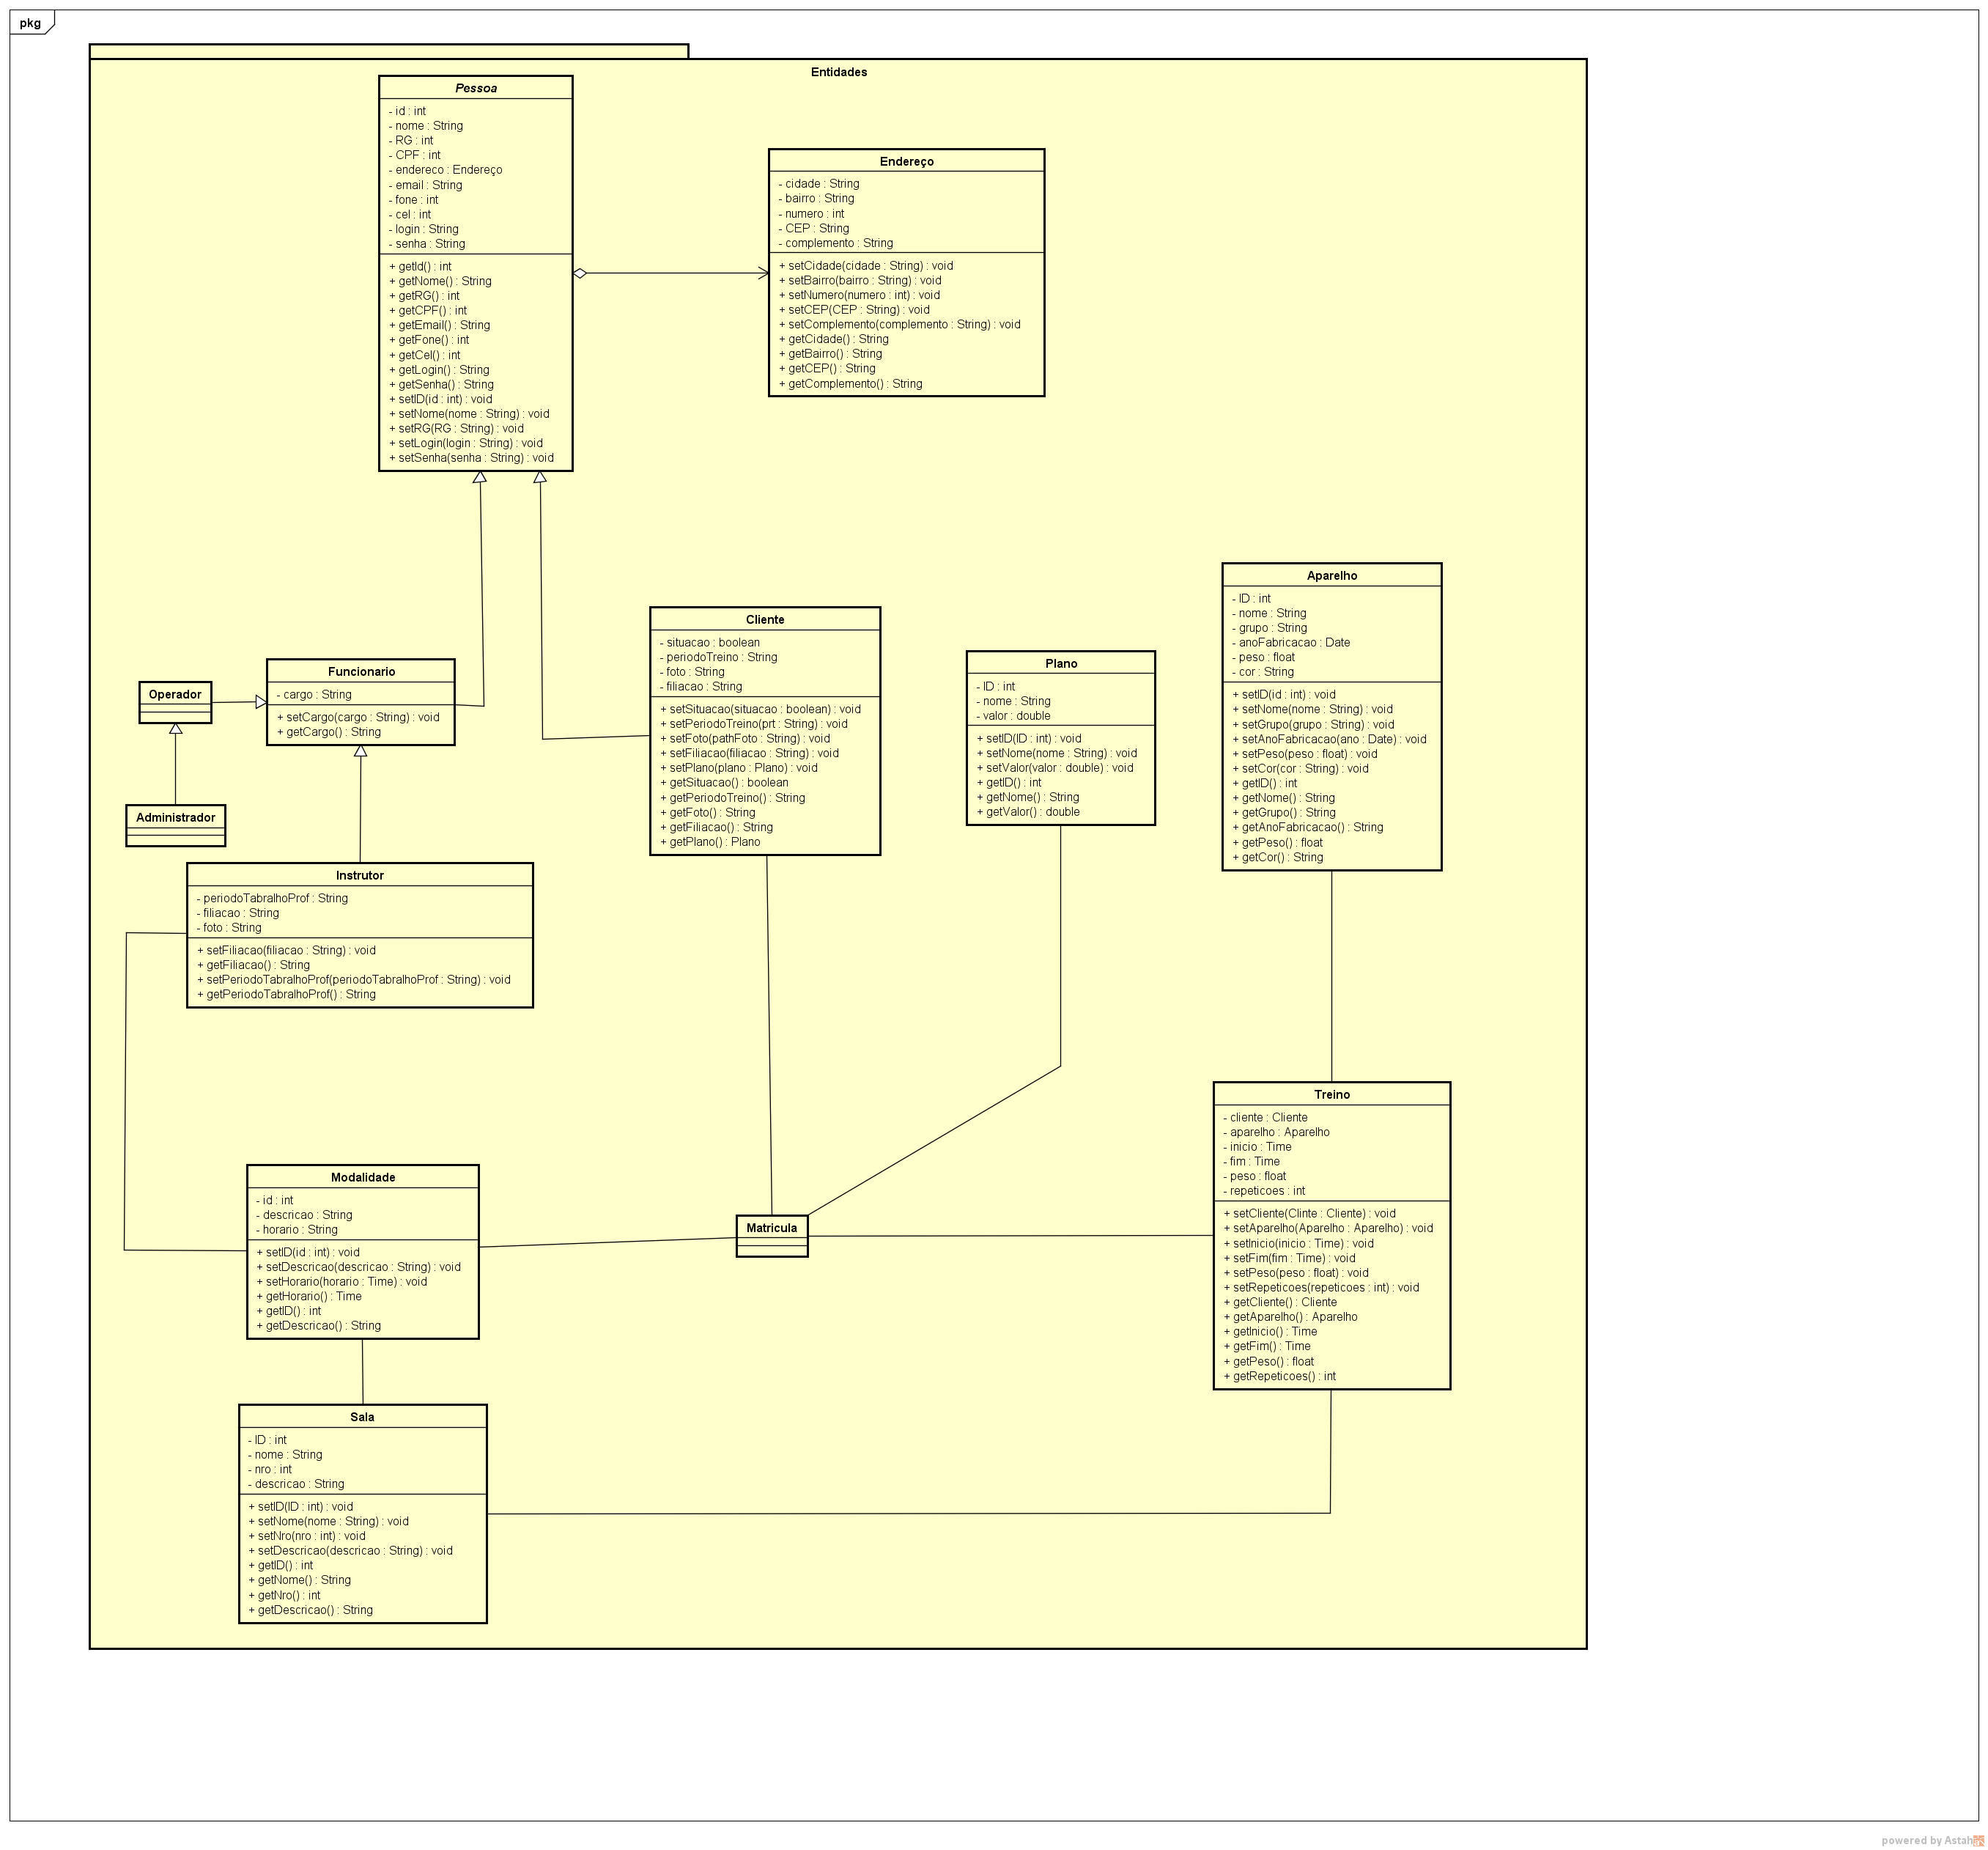 pkg
Entidades
Pessoa
- id : int
- nome : String
- RG : int
- CPF : int
- endereco : Endereço
- email : String
- fone : int
- cel : int
- login : String
- senha : String
+ getId() : int
+ getNome() : String
+ getRG() : int
+ getCPF() : int
+ getEmail() : String
+ getFone() : int
+ getCel() : int
+ getLogin() : String
+ getSenha() : String
+ setID(id : int) : void
+ setNome(nome : String) : void
+ setRG(RG : String) : void
+ setLogin(login : String) : void
+ setSenha(senha : String) : void
Endereço
- cidade : String
- bairro : String
- numero : int
- CEP : String
- complemento : String
+ setCidade(cidade : String) : void
+ setBairro(bairro : String) : void
+ setNumero(numero : int) : void
+ setCEP(CEP : String) : void
+ setComplemento(complemento : String) : void
+ getCidade() : String
+ getBairro() : String
+ getCEP() : String
+ getComplemento() : String
Operador
Administrador
Funcionario
- cargo : String
+ setCargo(cargo : String) : void
+ getCargo() : String
Cliente
- situacao : boolean
- periodoTreino : String
- foto : String
- filiacao : String
+ setSituacao(situacao : boolean) : void
+ setPeriodoTreino(prt : String) : void
+ setFoto(pathFoto : String) : void
+ setFiliacao(filiacao : String) : void
+ setPlano(plano : Plano) : void
+ getSituacao() : boolean
+ getPeriodoTreino() : String
+ getFoto() : String
+ getFiliacao() : String
+ getPlano() : Plano
Plano
- ID : int
- nome : String
- valor : double
+ setID(ID : int) : void
+ setNome(nome : String) : void
+ setValor(valor : double) : void
+ getID() : int
+ getNome() : String
+ getValor() : double
Aparelho
- ID : int
- nome : String
- grupo : String
- anoFabricacao : Date
- peso : float
- cor : String
+ setID(id : int) : void
+ setNome(nome : String) : void
+ setGrupo(grupo : String) : void
+ setAnoFabricacao(ano : Date) : void
+ setPeso(peso : float) : void
+ setCor(cor : String) : void
+ getID() : int
+ getNome() : String
+ getGrupo() : String
+ getAnoFabricacao() : String
+ getPeso() : float
+ getCor() : String
Instrutor
- periodoTabralhoProf : String
- filiacao : String
- foto : String
+ setFiliacao(filiacao : String) : void
+ getFiliacao() : String
+ setPeriodoTabralhoProf(periodoTabralhoProf : String) : void
+ getPeriodoTabralhoProf() : String
Modalidade
- id : int
- descricao : String
- horario : String
+ setID(id : int) : void
+ setDescricao(descricao : String) : void
+ setHorario(horario : Time) : void
+ getHorario() : Time
+ getID() : int
+ getDescricao() : String
Matricula
Treino
- cliente : Cliente
- aparelho : Aparelho
- inicio : Time
- fim : Time
- peso : float
- repeticoes : int
+ setCliente(Clinte : Cliente) : void
+ setAparelho(Aparelho : Aparelho) : void
+ setInicio(inicio : Time) : void
+ setFim(fim : Time) : void
+ setPeso(peso : float) : void
+ setRepeticoes(repeticoes : int) : void
+ getCliente() : Cliente
+ getAparelho() : Aparelho
+ getInicio() : Time
+ getFim() : Time
+ getPeso() : float
+ getRepeticoes() : int
Sala
- ID : int
- nome : String
- nro : int
- descricao : String
+ setID(ID : int) : void
+ setNome(nome : String) : void
+ setNro(nro : int) : void
+ setDescricao(descricao : String) : void
+ getID() : int
+ getNome() : String
+ getNro() : int
+ getDescricao() : String
powered by Astah